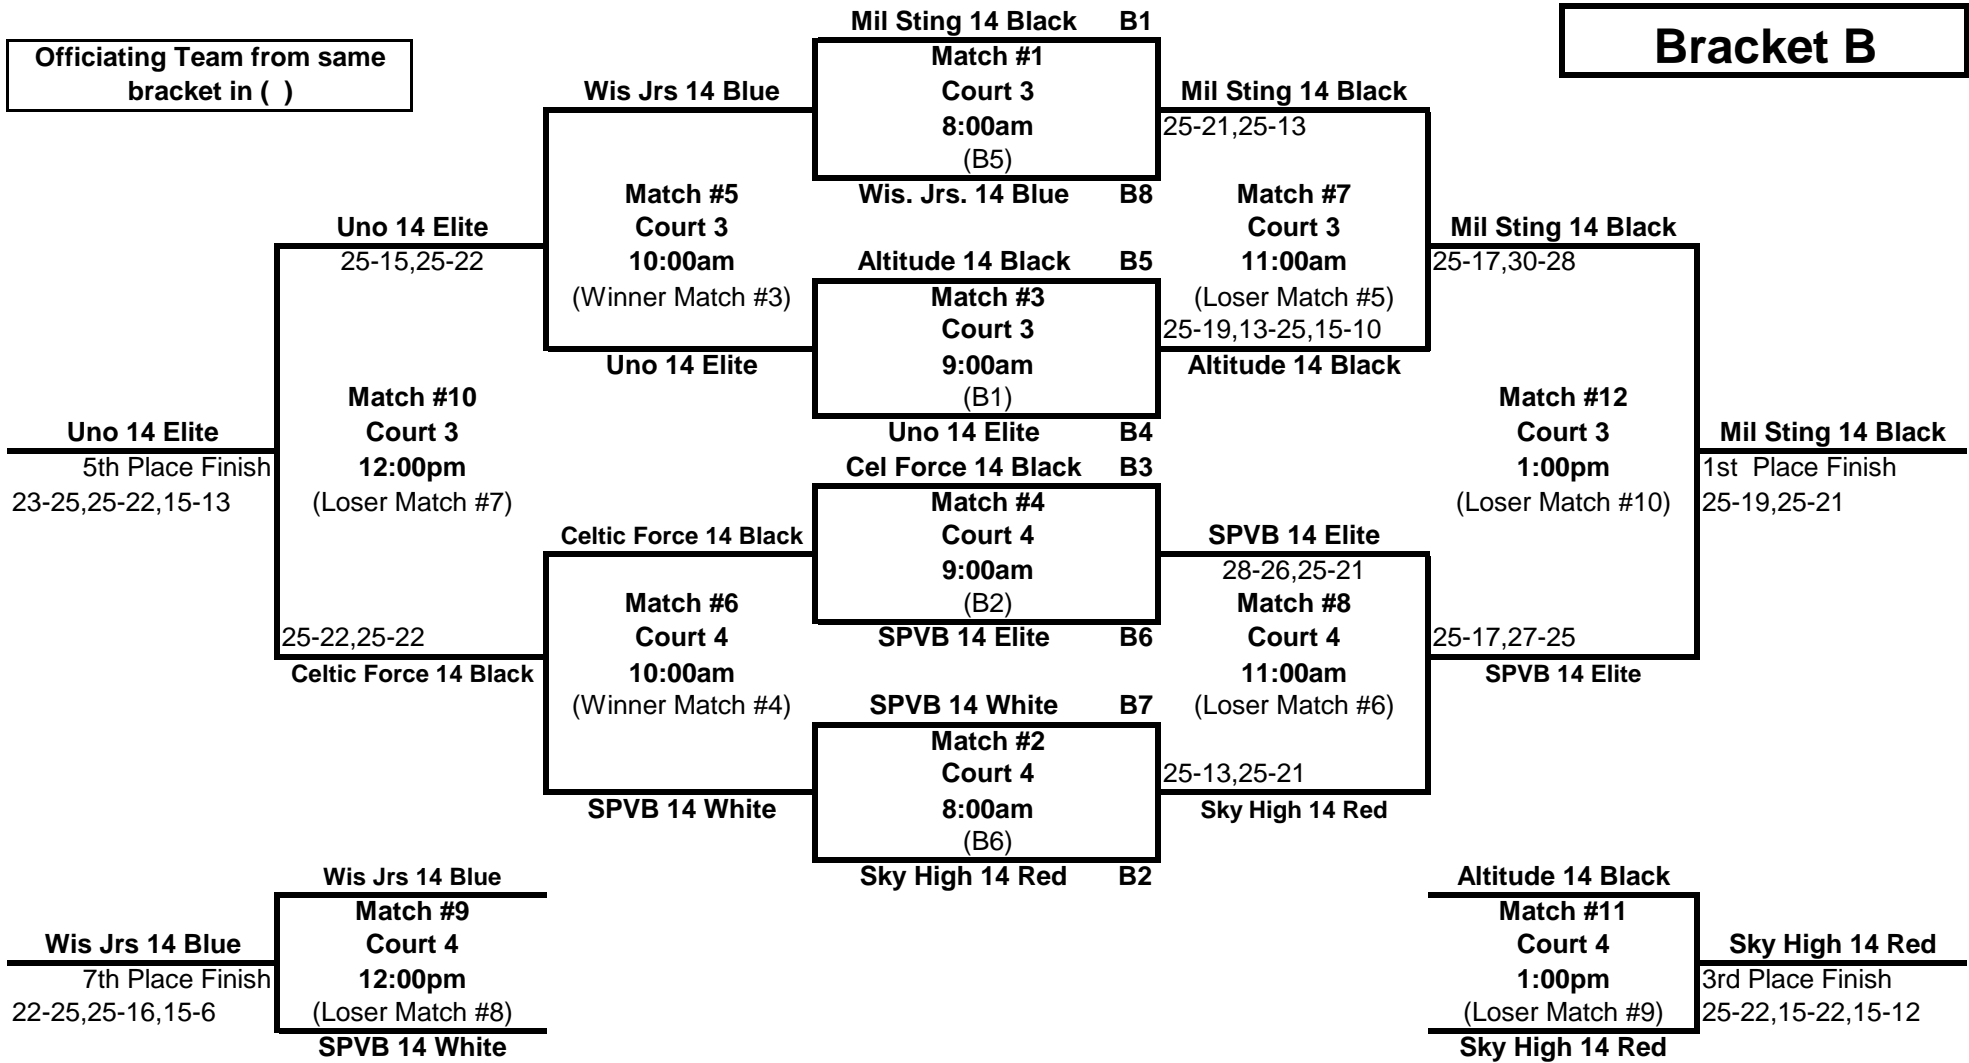 Mil Sting 14 Black B1
Bracket B
Officiating Team from same
bracket in ( )
Match #1
Court 3
8:00am
(B5)
Wis. Jrs. 14 Blue B8
Wis Jrs 14 Blue
Mil Sting 14 Black
25-21,25-13
Match #5
Court 3
10:00am
(Winner Match #3)
Uno 14 Elite
Altitude 14 Black B5
Match #3
Court 3
9:00am
(B1)
Uno 14 Elite B4
Match #7
Court 3
11:00am
(Loser Match #5)
25-19,13-25,15-10
Altitude 14 Black
Uno 14 Elite
25-15,25-22
Mil Sting 14 Black
25-17,30-28
Match #10
Court 3
12:00pm
(Loser Match #7)
Uno 14 Elite
5th Place Finish
23-25,25-22,15-13
Match #12
Court 3
1:00pm
(Loser Match #10)
Mil Sting 14 Black
1st Place Finish
25-19,25-21
Cel Force 14 Black B3
Match #4
Court 4
9:00am
(B2)
SPVB 14 Elite B6
Celtic Force 14 Black
SPVB 14 Elite
28-26,25-21
Match #6
Court 4
10:00am
(Winner Match #4)
SPVB 14 White
Match #8
Court 4
11:00am
(Loser Match #6)
25-13,25-21
Sky High 14 Red
25-22,25-22
Celtic Force 14 Black
25-17,27-25
SPVB 14 Elite
SPVB 14 White B7
Match #2
Court 4
8:00am
(B6)
Sky High 14 Red B2
Wis Jrs 14 Blue
Match #9
Court 4
12:00pm
(Loser Match #8)
SPVB 14 White
Wis Jrs 14 Blue
7th Place Finish
22-25,25-16,15-6
Altitude 14 Black
Match #11
Court 4
1:00pm
(Loser Match #9)
Sky High 14 Red
Sky High 14 Red
3rd Place Finish
25-22,15-22,15-12